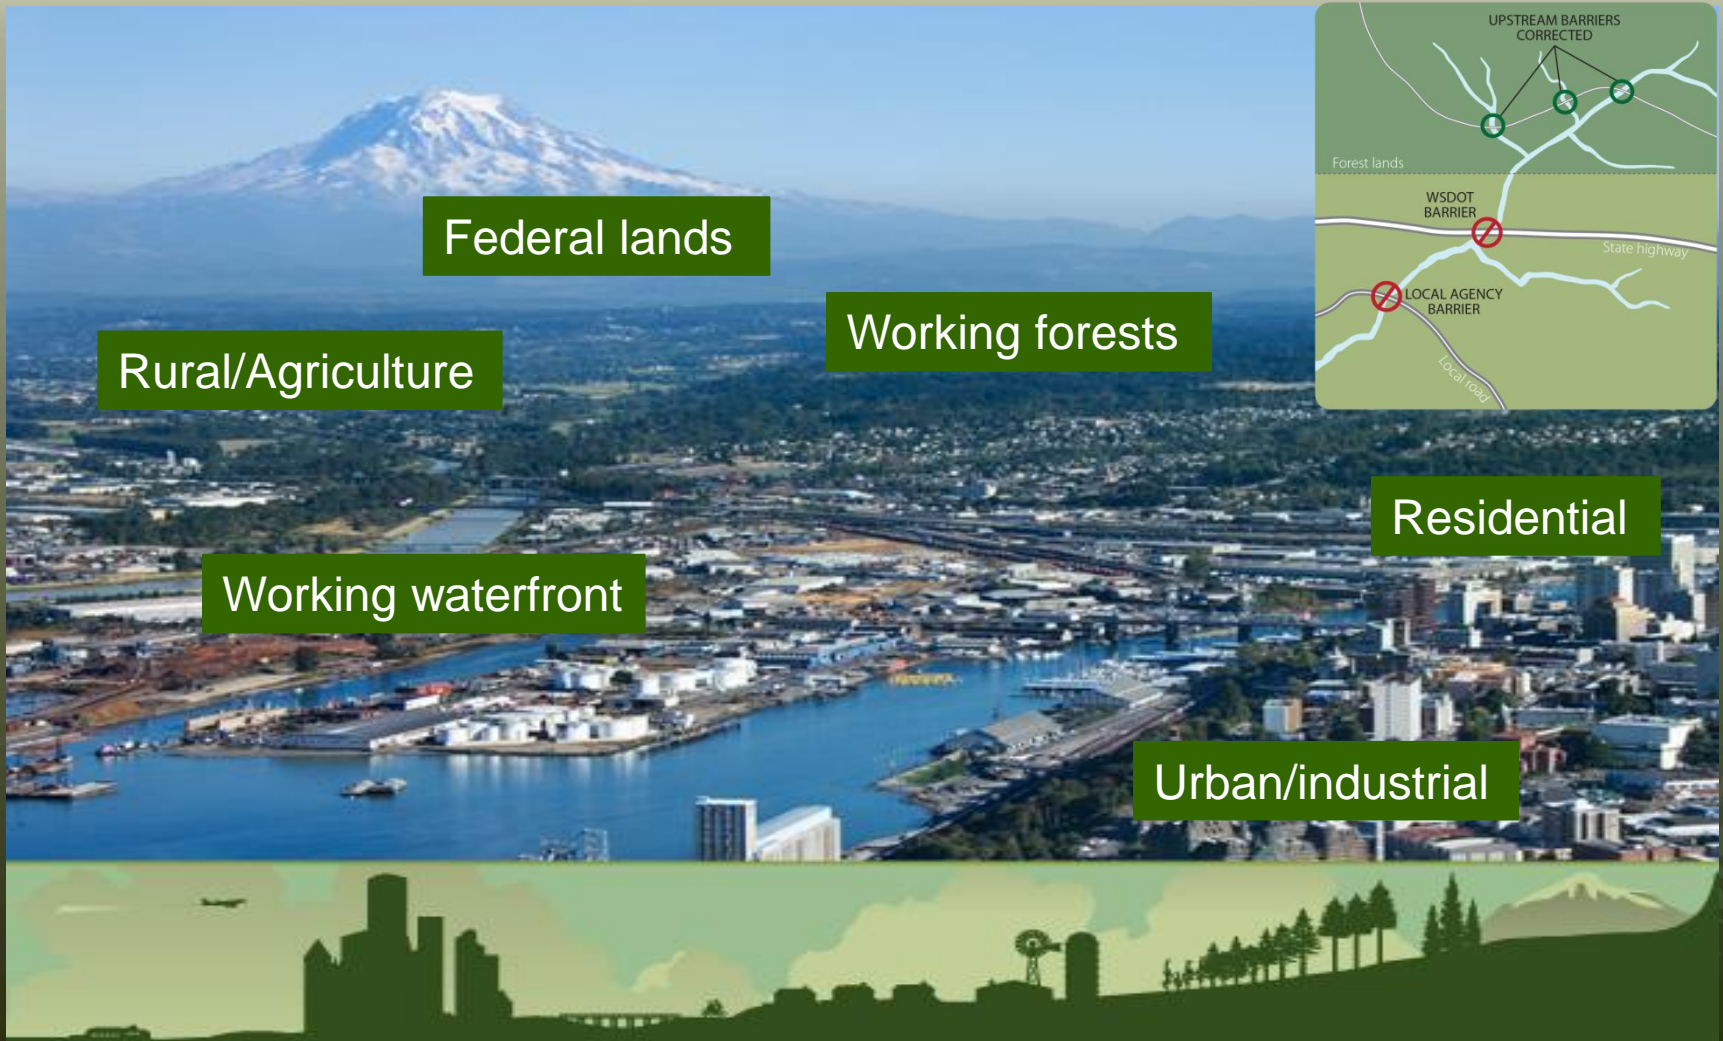 UPSTREAM BARRIERS
CORRECTED
Forest lands
WSDOT
BARRIER
State highway
LOCAL AGENCY
BARRIER
Local road
Federal lands
Working forests
Rural/Agriculture
Residential
Working waterfront
Urban/industrial